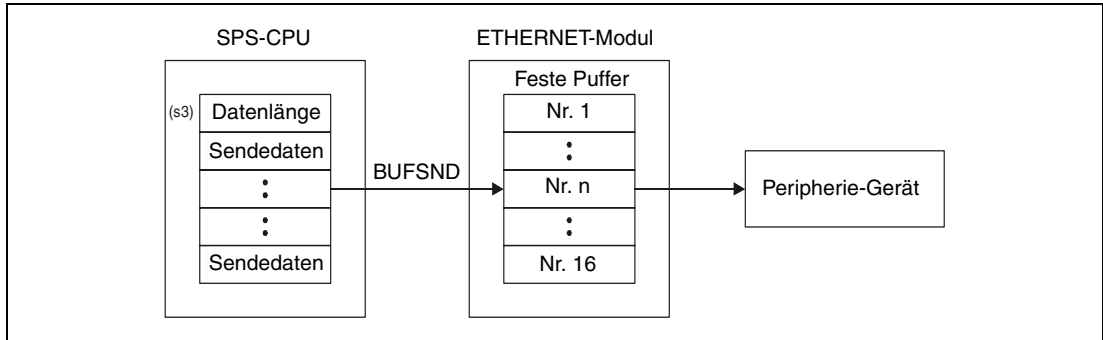 SPS-CPU
ETHERNET-Modul
Feste Puffer
(s3)
Datenlänge
Sendedaten
Sendedaten
BUFSND
Nr. 1
Nr. n
Nr. 16
Peripherie-Gerät